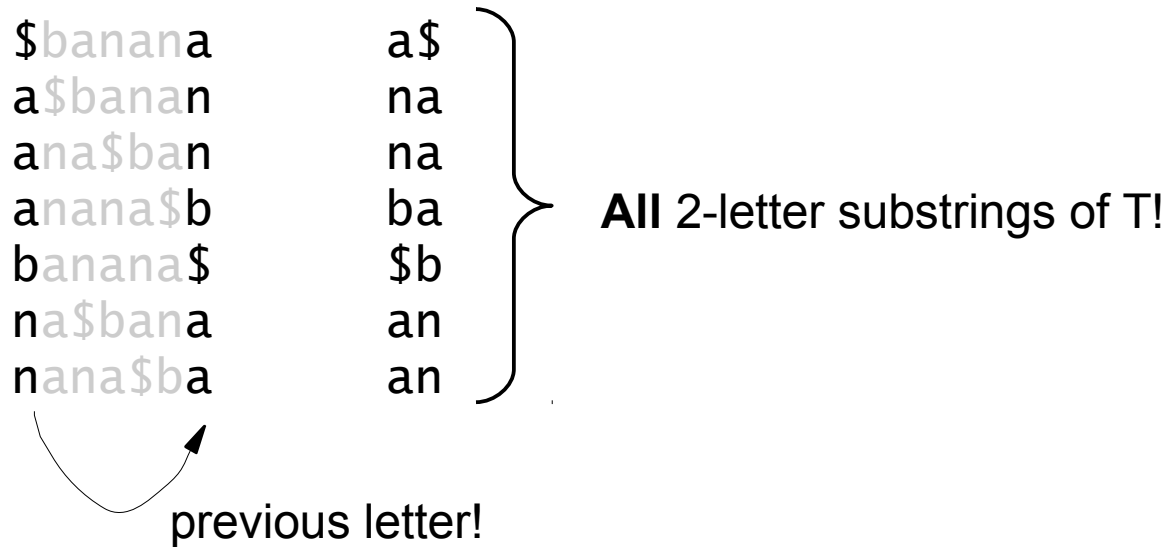 $banana a$
a$banan na
ana$ban na
anana$b ba
banana$ $b
na$bana an
nana$ba an
All 2-letter substrings of T!
previous letter!